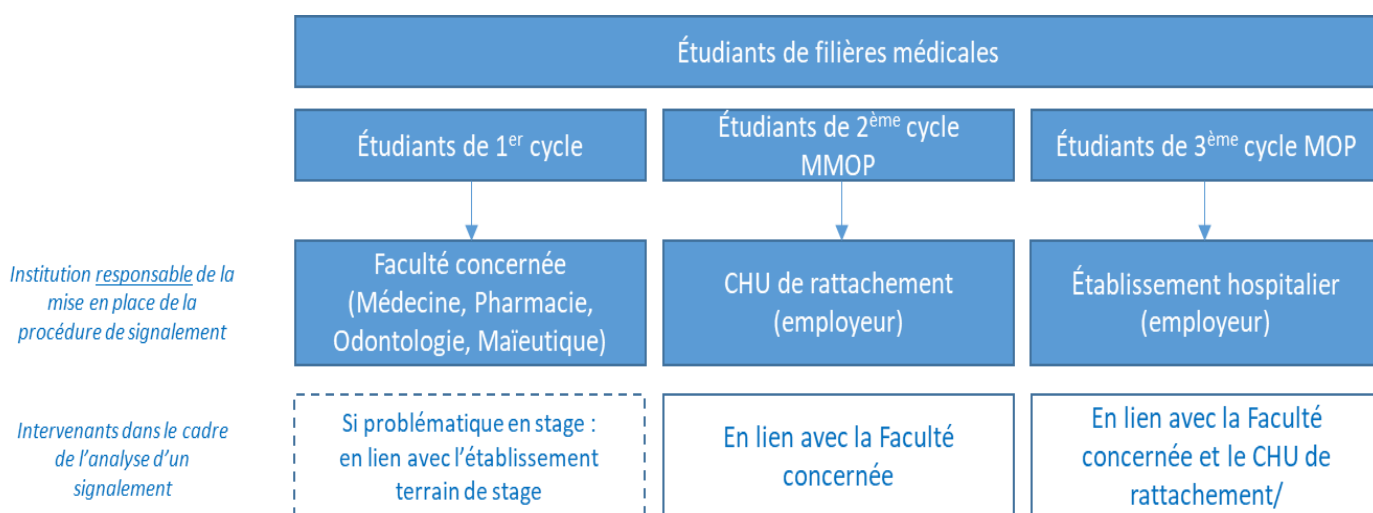 Étudiants de filières médicales
Étudiants de 1er cycle
Étudiants de 2ème cycle
MMOP
Étudiants de 3ème cycle MOP
Institution responsable de la
mise en place de la
procédure de signalement
Faculté concernée
(Médecine, Pharmacie,
Odontologie, Maïeutique)
CHU de rattachement
(employeur)
Établissement hospitalier
(employeur)
Intervenants dans le cadre
de l’analyse d’un
signalement
Si problématique en stage :
en lien avec l’établissement
terrain de stage
En lien avec la Faculté
concernée
En lien avec la Faculté
concernée et le CHU de
rattachement/